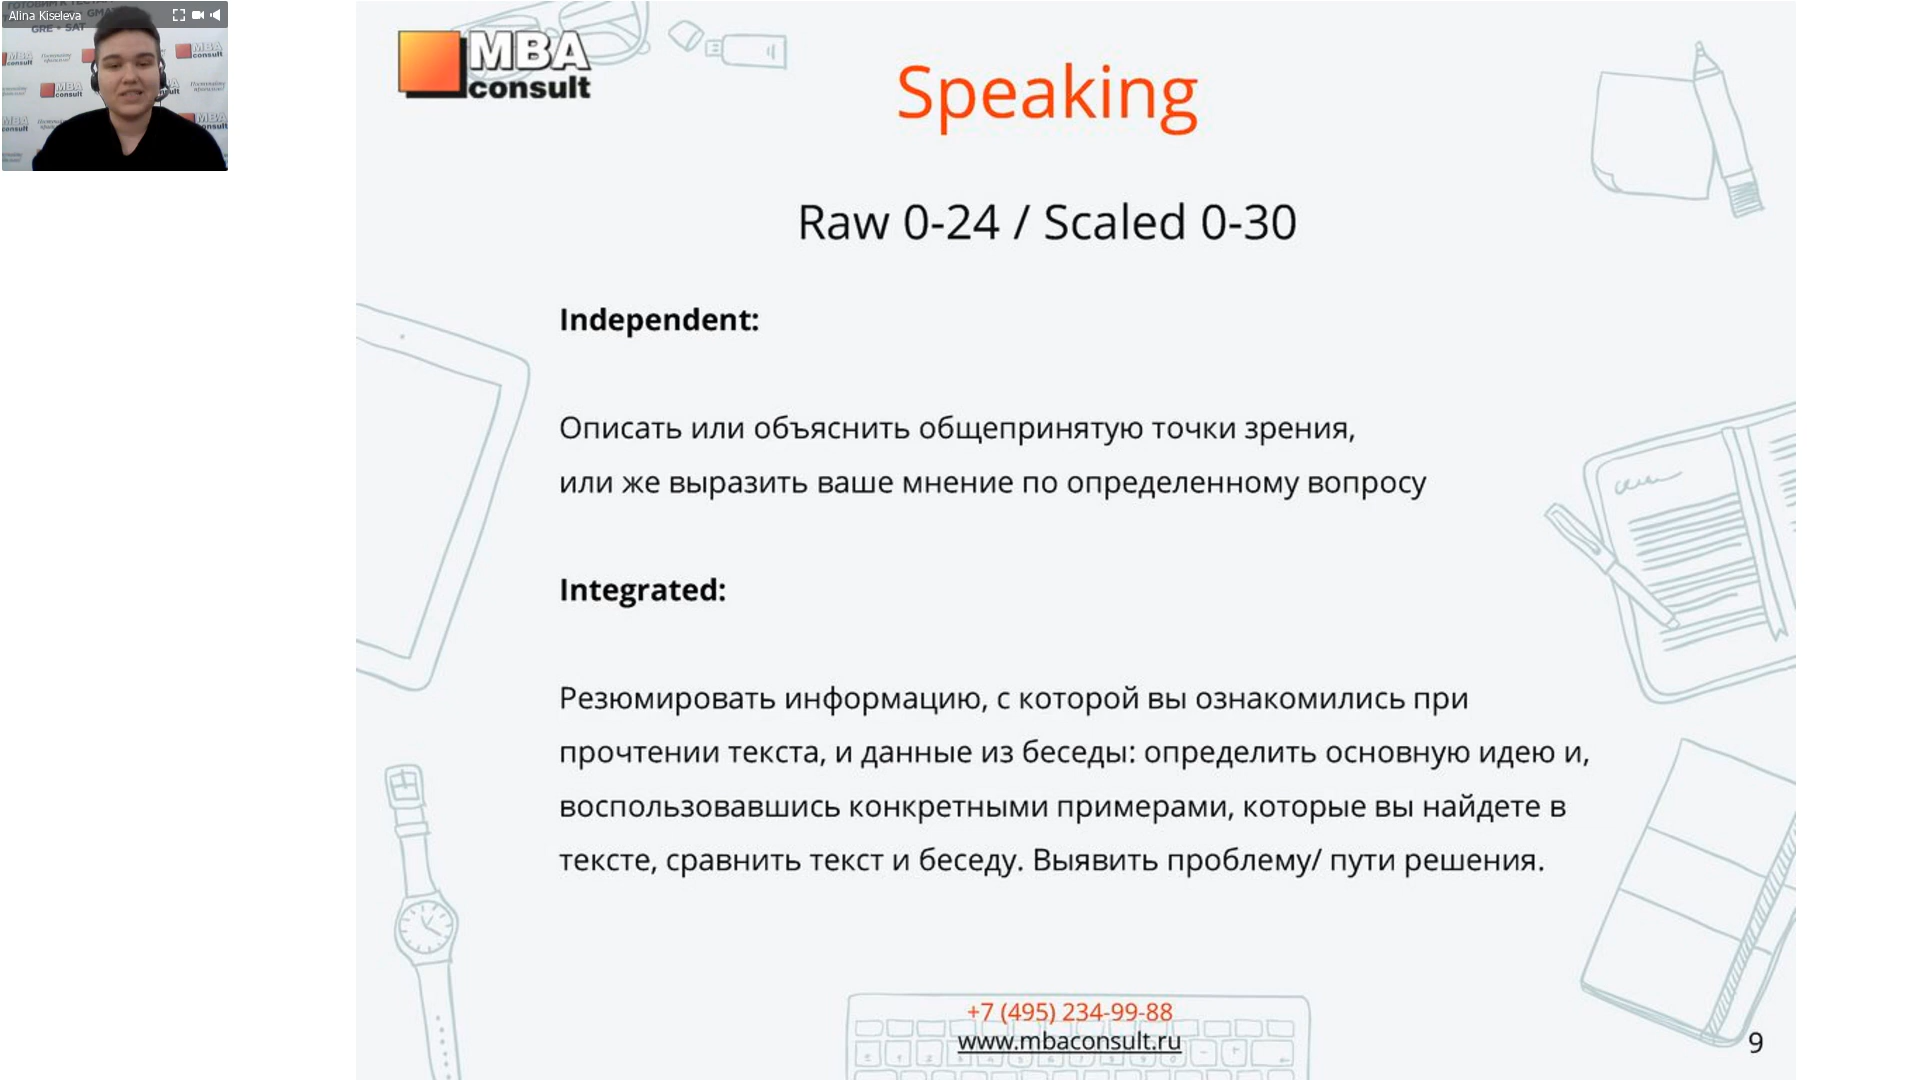 Alina Kiseleva
GRE • SAT
MBA
consult
Speaking
Raw 0-24 / Scaled 0-30
Independent:
Описать или объяснить общепринятую точки зрения,
или же выразить ваше мнение по определенному вопросу
Integrated:
Резюмировать информацию, с которой вы ознакомились при
прочтении текста, и данные из беседы: определить основную идею и,
воспользовавшись конкретными примерами, которые вы найдете в
тексте, сравнить текст и беседу. Выявить проблему/ пути решения.
+7 (495) 234-99-88
www.mbaconsult.ru
9